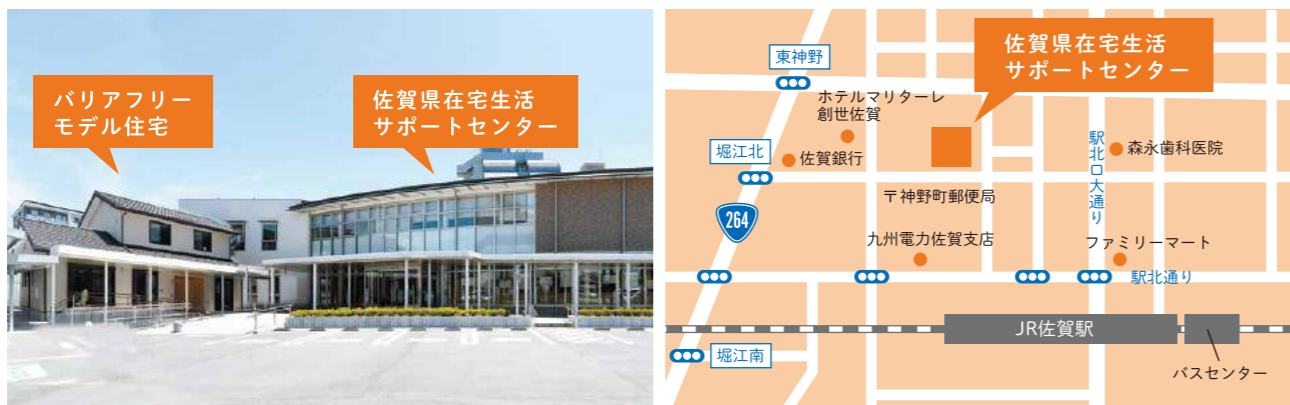 バリアフリー
モデル住宅
佐賀県在宅生活
サポートセンター
佐賀県在宅生活
サポートセンター
東神野
ホテルマリターレ
創世佐賀
堀江北
佐賀銀行
駅北口大通り
森永歯科医院
〒神野町郵便局
264
九州電力佐賀支店
ファミリーマート
駅北通り
JR佐賀駅
堀江南
バスセンター